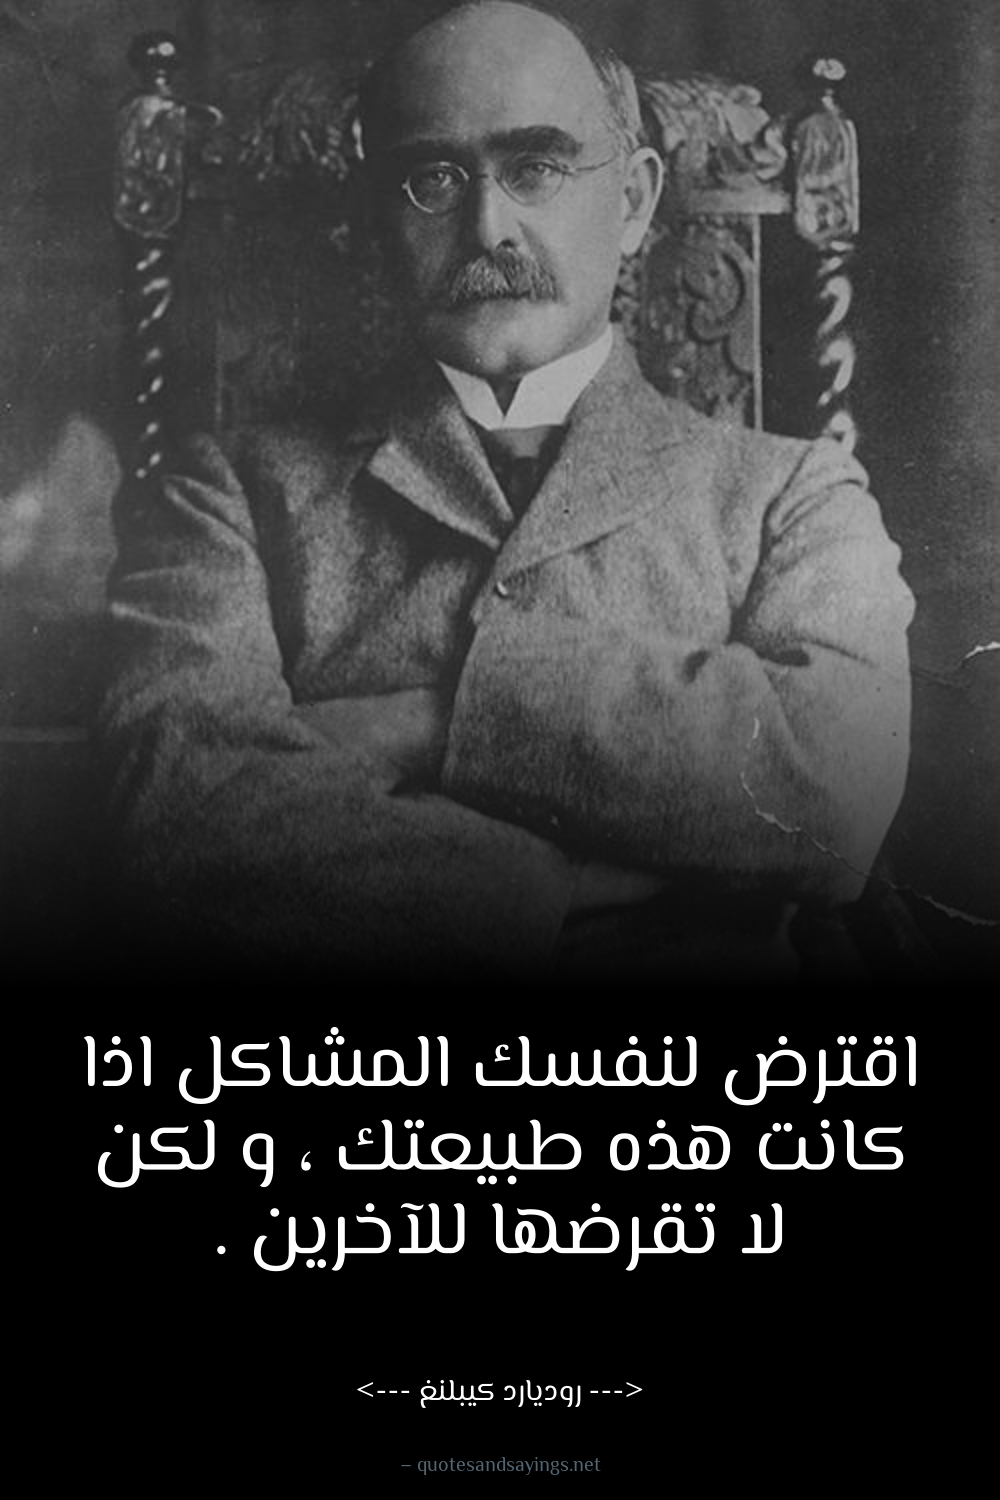 اقترض لنفسك المشاكل اذا
كانت هذه طبيعتك ، و لكن
لا تقرضها للآخرين .
<--- روديارد كيبلنغ --->
– quotesandsayings.net